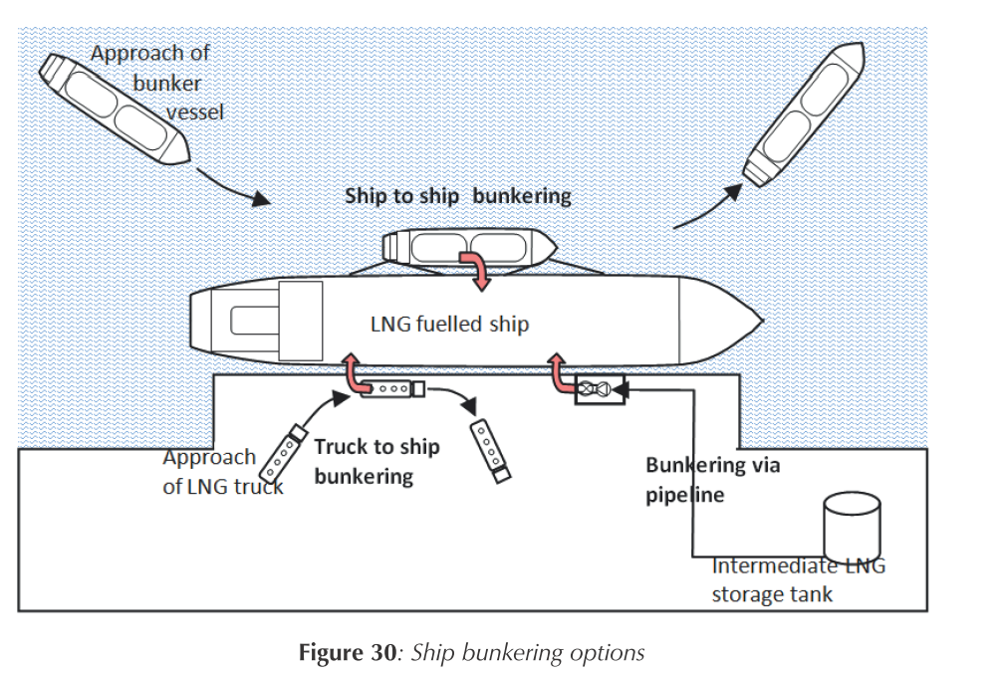 Approach of
bunker
vessel
Ship to ship bunkering
LNG fuelled ship
Truck to ship
bunkering
Approach
of LNG truck
Bunkering via
pipeline
Intermediate LNG
storage tank
Figure 30: Ship bunkering options